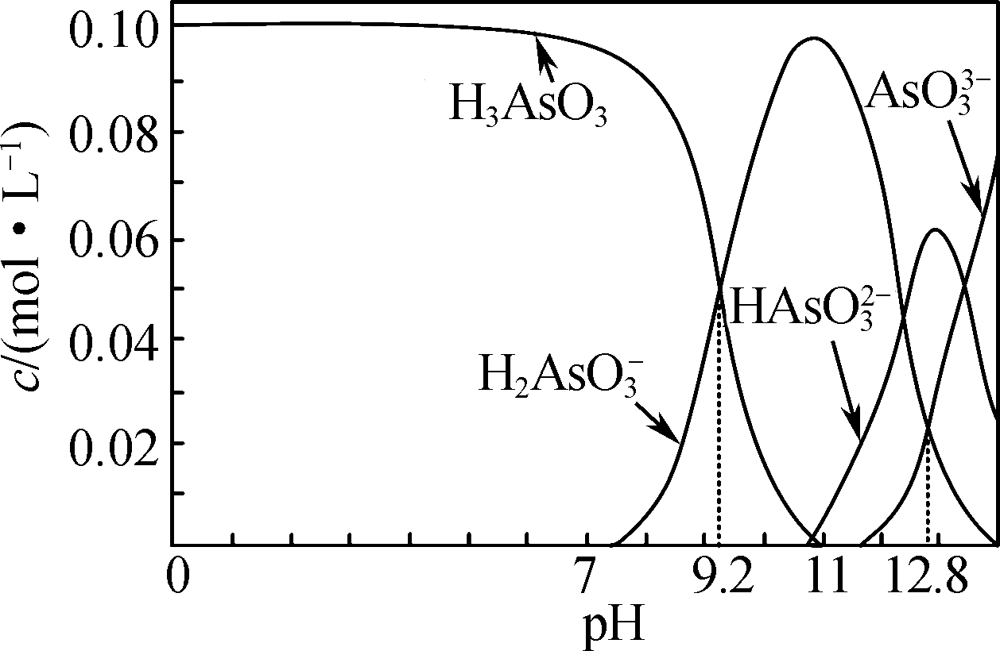 c/(mol·L⁻¹)
0.10
0.08
0.06
0.04
0.02
H₃AsO₃
AsO₃³⁻
HAsO₃²⁻
H₂AsO₃⁻
0 7 9.2 11 12.8
pH